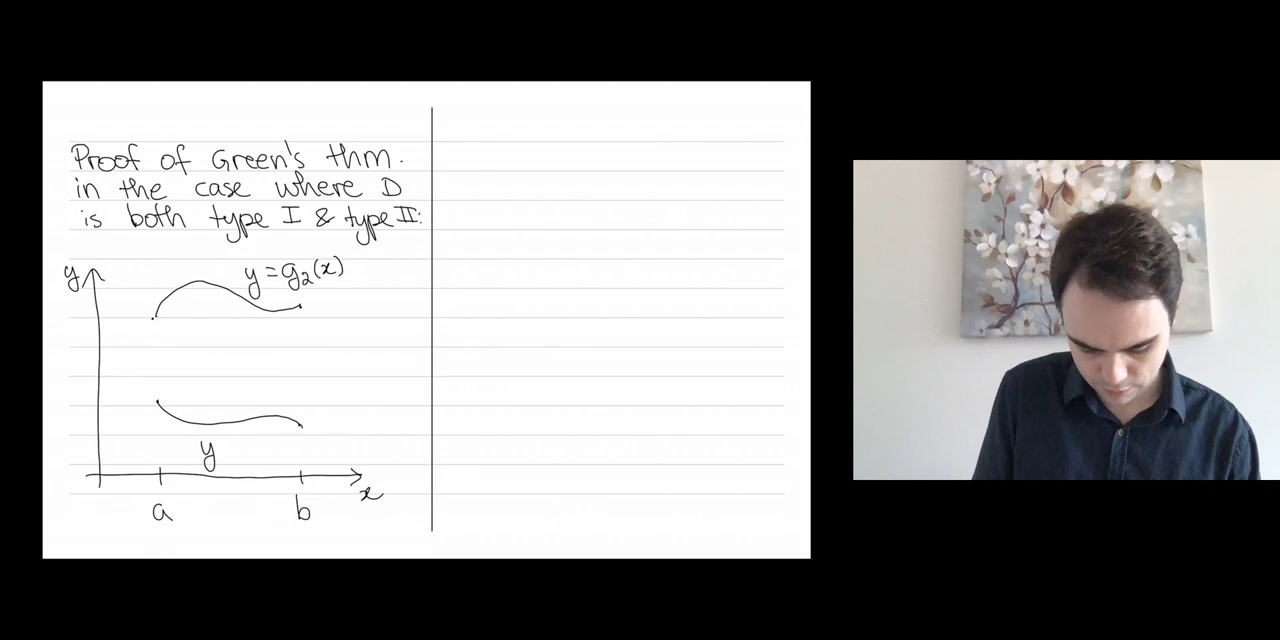 Proof of Green's thm.
in the case where D
is both type I & type II:
y
y = g₂(x)
y
x
a
b